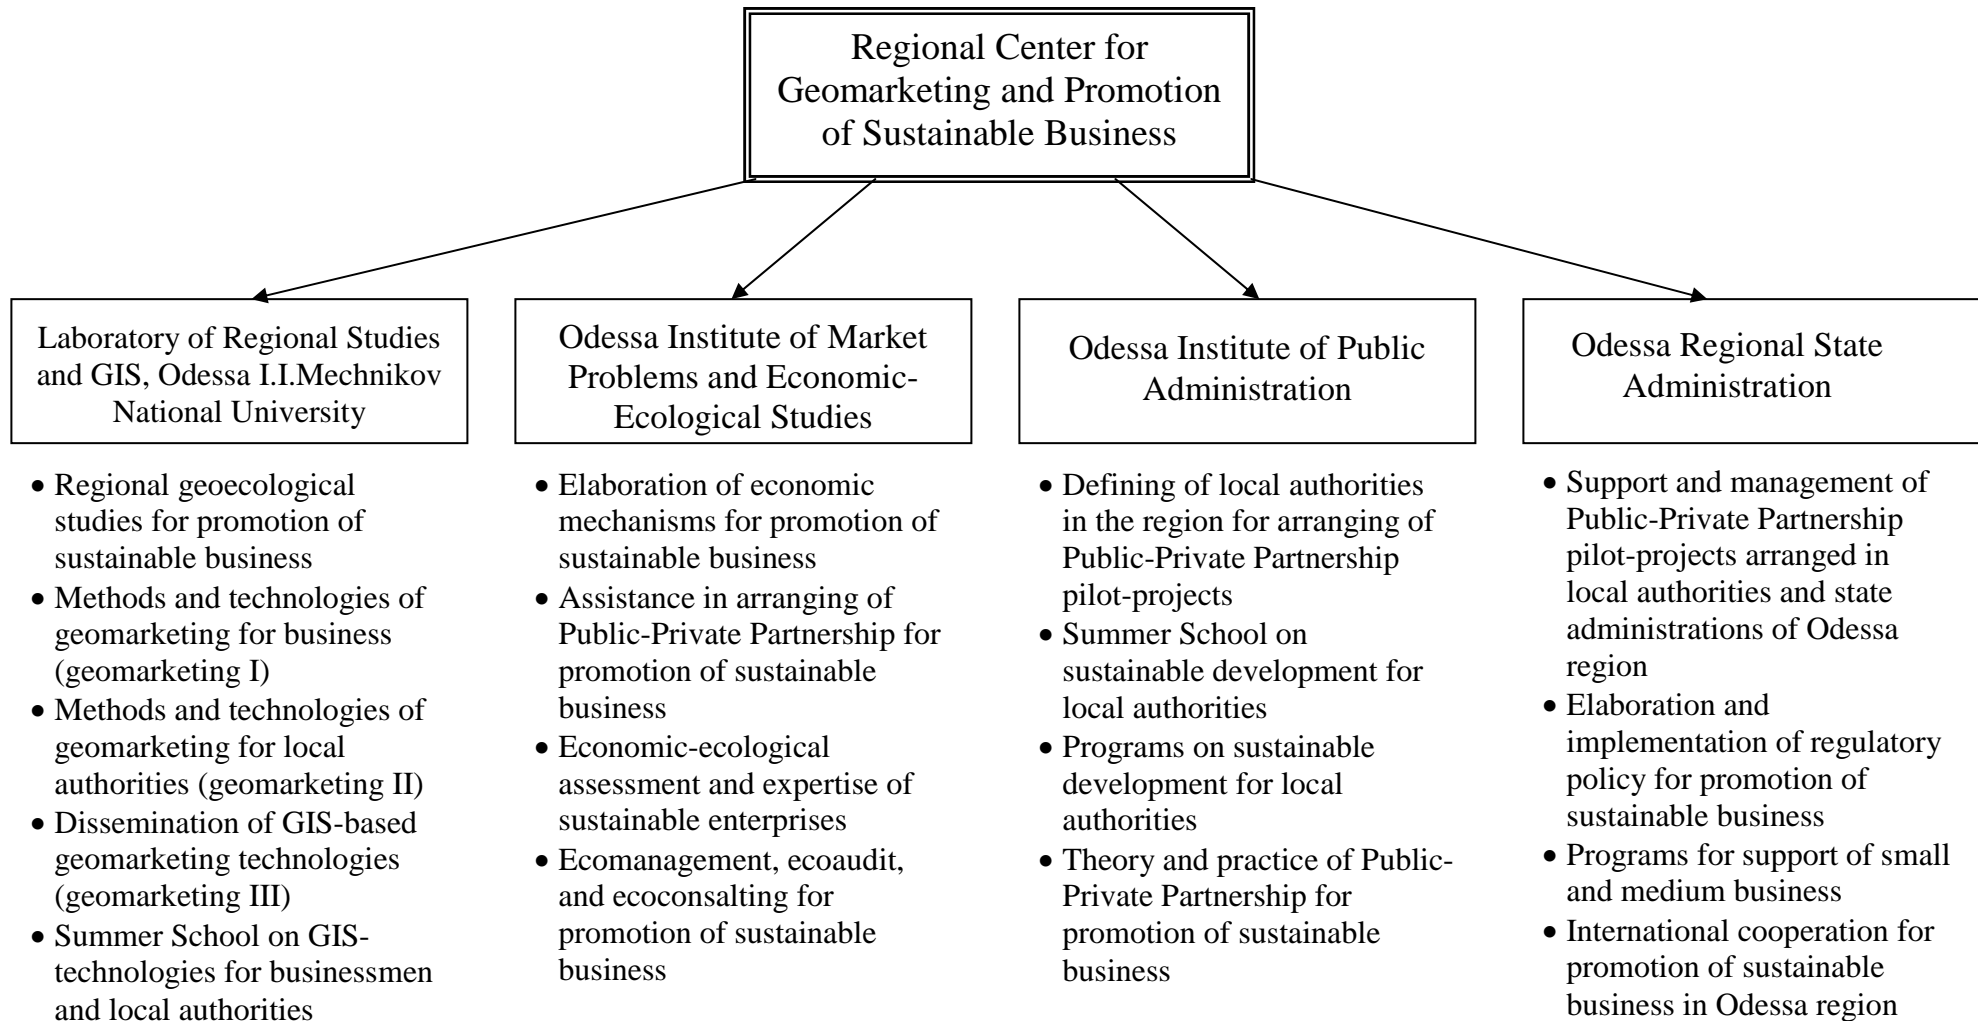 Regional Center for
Geomarketing and Promotion
of Sustainable Business
Laboratory of Regional Studies
and GIS, Odessa I.I.Mechnikov
National University
• Regional geoecological
studies for promotion of
sustainable business
• Methods and technologies of
geomarketing for business
(geomarketing I)
• Methods and technologies of
geomarketing for local
authorities (geomarketing II)
• Dissemination of GIS-based
geomarketing technologies
(geomarketing III)
• Summer School on GIS-
technologies for businessmen
and local authorities
Odessa Institute of Market
Problems and Economic-
Ecological Studies
• Elaboration of economic
mechanisms for promotion of
sustainable business
• Assistance in arranging of
Public-Private Partnership for
promotion of sustainable
business
• Economic-ecological
assessment and expertise of
sustainable enterprises
• Ecomanagement, ecoaudit,
and ecoconsalting for
promotion of sustainable
business
Odessa Institute of Public
Administration
• Defining of local authorities
in the region for arranging of
Public-Private Partnership
pilot-projects
• Summer School on
sustainable development for
local authorities
• Programs on sustainable
development for local
authorities
• Theory and practice of Public-
Private Partnership for
promotion of sustainable
business
Odessa Regional State
Administration
• Support and management of
Public-Private Partnership
pilot-projects arranged in
local authorities and state
administrations of Odessa
region
• Elaboration and
implementation of regulatory
policy for promotion of
sustainable business
• Programs for support of small
and medium business
• International cooperation for
promotion of sustainable
business in Odessa region